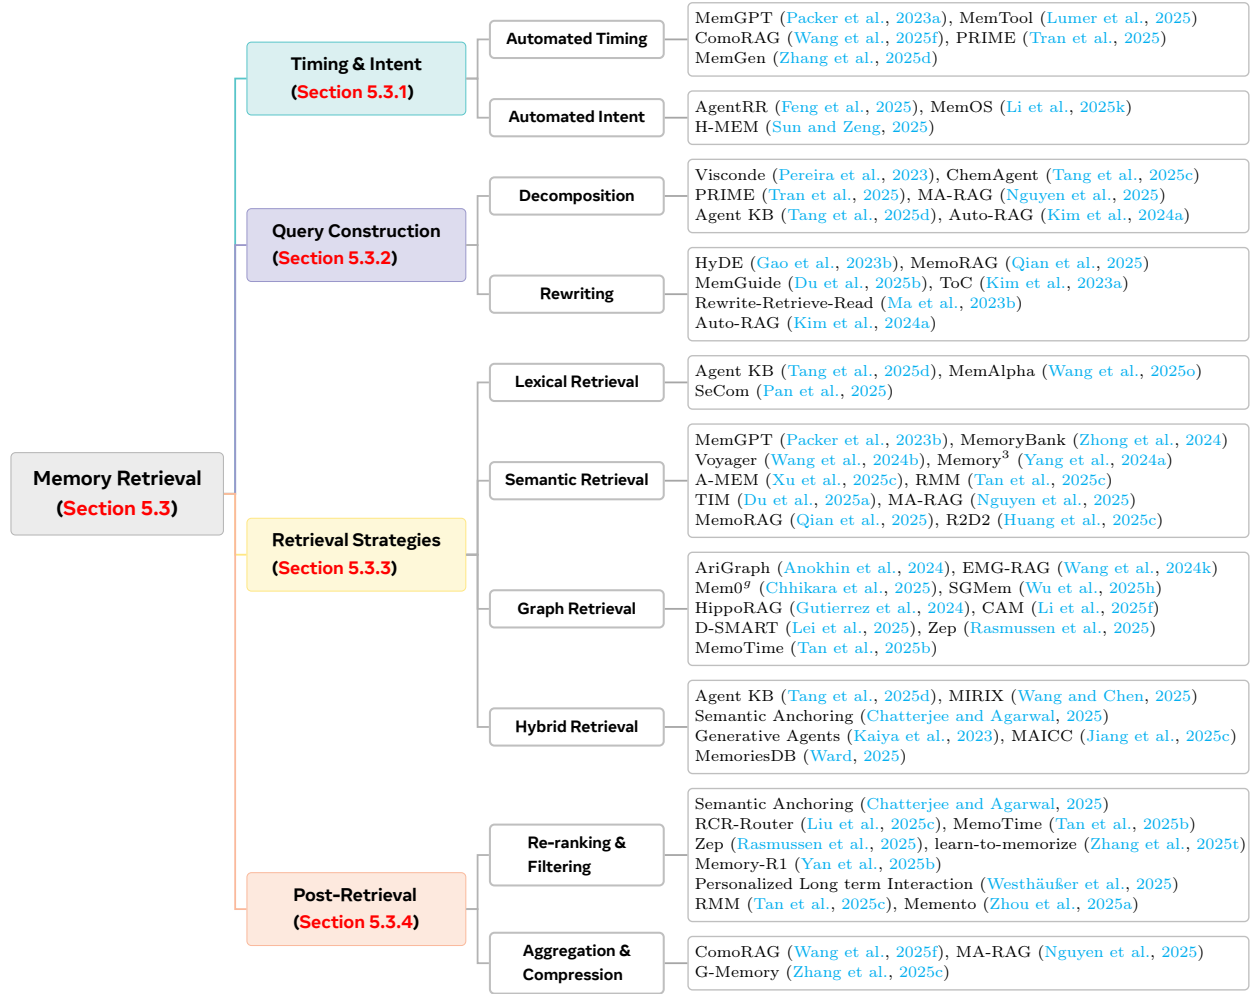 Memory Retrieval
(Section 5.3)
Timing & Intent
(Section 5.3.1)
Automated Timing
MemGPT (Packer et al., 2023a), MemTool (Lumer et al., 2025)
ComoRAG (Wang et al., 2025f), PRIME (Tran et al., 2025)
MemGen (Zhang et al., 2025d)
Automated Intent
AgentRR (Feng et al., 2025), MemOS (Li et al., 2025k)
H-MEM (Sun and Zeng, 2025)
Query Construction
(Section 5.3.2)
Decomposition
Visconde (Pereira et al., 2023), ChemAgent (Tang et al., 2025c)
PRIME (Tran et al., 2025), MA-RAG (Nguyen et al., 2025)
Agent KB (Tang et al., 2025d), Auto-RAG (Kim et al., 2024a)
Rewriting
HyDE (Gao et al., 2023b), MemoRAG (Qian et al., 2025)
MemGuide (Du et al., 2025b), ToC (Kim et al., 2023a)
Rewrite-Retrieve-Read (Ma et al., 2023b)
Auto-RAG (Kim et al., 2024a)
Retrieval Strategies
(Section 5.3.3)
Lexical Retrieval
Agent KB (Tang et al., 2025d), MemAlpha (Wang et al., 2025o)
SeCom (Pan et al., 2025)
Semantic Retrieval
MemGPT (Packer et al., 2023b), MemoryBank (Zhong et al., 2024)
Voyager (Wang et al., 2024b), Memory³ (Yang et al., 2024a)
A-MEM (Xu et al., 2025c), RMM (Tan et al., 2025c)
TIM (Du et al., 2025a), MA-RAG (Nguyen et al., 2025)
MemoRAG (Qian et al., 2025), R2D2 (Huang et al., 2025c)
Graph Retrieval
AriGraph (Anokhin et al., 2024), EMG-RAG (Wang et al., 2024k)
Mem0ᵍ (Chhikara et al., 2025), SGMem (Wu et al., 2025h)
HippoRAG (Gutierrez et al., 2024), CAM (Li et al., 2025f)
D-SMART (Lei et al., 2025), Zep (Rasmussen et al., 2025)
MemoTime (Tan et al., 2025b)
Hybrid Retrieval
Agent KB (Tang et al., 2025d), MIRIX (Wang and Chen, 2025)
Semantic Anchoring (Chatterjee and Agarwal, 2025)
Generative Agents (Kaiya et al., 2023), MAICC (Jiang et al., 2025c)
MemoriesDB (Ward, 2025)
Post-Retrieval
(Section 5.3.4)
Re-ranking &
Filtering
Semantic Anchoring (Chatterjee and Agarwal, 2025)
RCR-Router (Liu et al., 2025c), MemoTime (Tan et al., 2025b)
Zep (Rasmussen et al., 2025), learn-to-memorize (Zhang et al., 2025t)
Memory-R1 (Yan et al., 2025b)
Personalized Long term Interaction (Westhäußer et al., 2025)
RMM (Tan et al., 2025c), Memento (Zhou et al., 2025a)
Aggregation &
Compression
ComoRAG (Wang et al., 2025f), MA-RAG (Nguyen et al., 2025)
G-Memory (Zhang et al., 2025c)